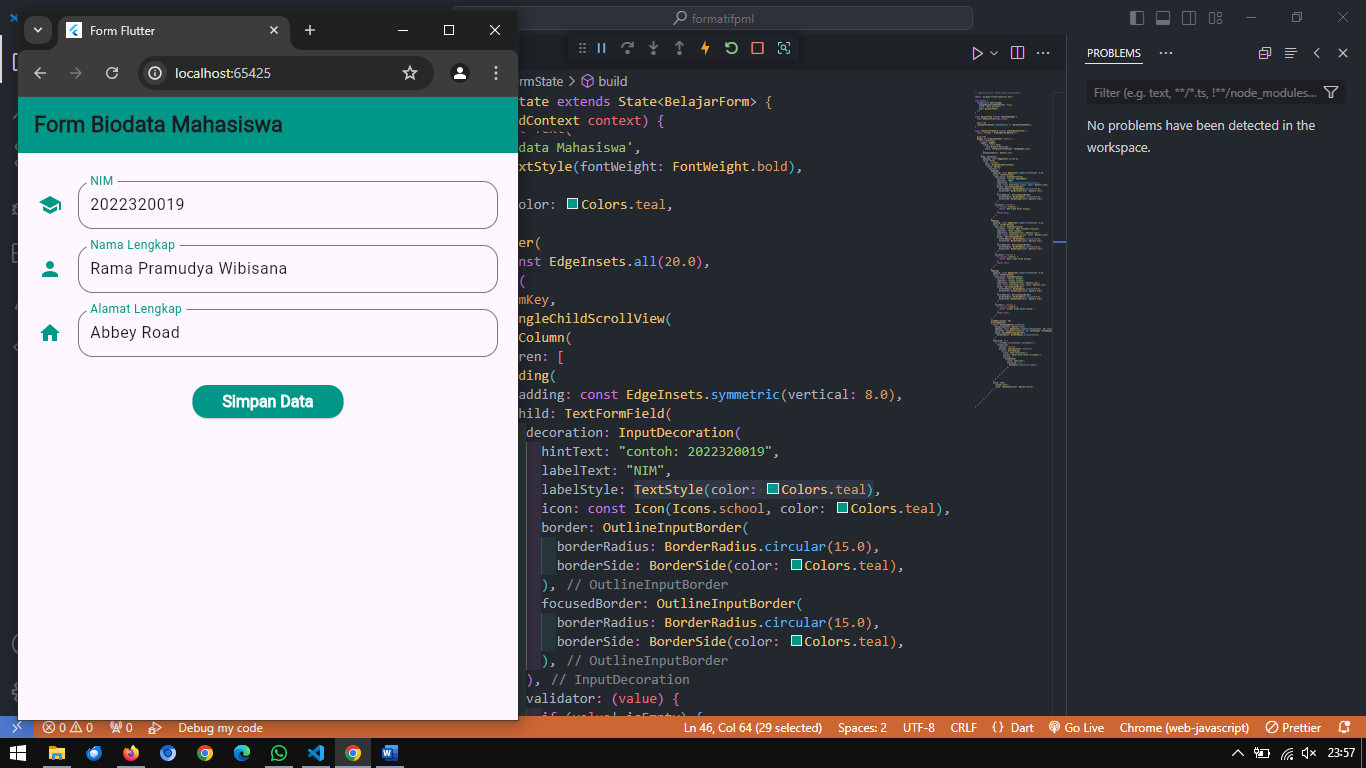 Form Flutter
localhost:65425
Form Biodata Mahasiswa
NIM
2022320019
Nama Lengkap
Rama Pramudya Wibisana
Alamat Lengkap
Abbey Road
Simpan Data
formatifpml
rmState > build
tate extends State<BelajarForm> {
dContext context) {
data Mahasiswa',
xtStyle(fontWeight: FontWeight.bold),
olor: Colors.teal,
er(
nst EdgeInsets.all(20.0),
(
mKey,
ngleChildScrollView(
Column(
ren: [
ding(
adding: const EdgeInsets.symmetric(vertical: 8.0),
hild: TextFormField(
decoration: InputDecoration(
hintText: "contoh: 2022320019",
labelText: "NIM",
labelStyle: TextStyle(color: Colors.teal),
icon: const Icon(Icons.school, color: Colors.teal),
border: OutlineInputBorder(
borderRadius: BorderRadius.circular(15.0),
borderSide: BorderSide(color: Colors.teal),
), // OutlineInputBorder
focusedBorder: OutlineInputBorder(
borderRadius: BorderRadius.circular(15.0),
borderSide: BorderSide(color: Colors.teal),
), // OutlineInputBorder
), // InputDecoration
validator: (value) {
PROBLEMS
Filter (e.g. text, **/*.ts, !**/node_modules...
No problems have been detected in the
workspace.
0 0 0 Debug my code
Ln 46, Col 64 (29 selected) Spaces: 2 UTF-8 CRLF {} Dart Go Live Chrome (web-javascript) Prettier
23:57